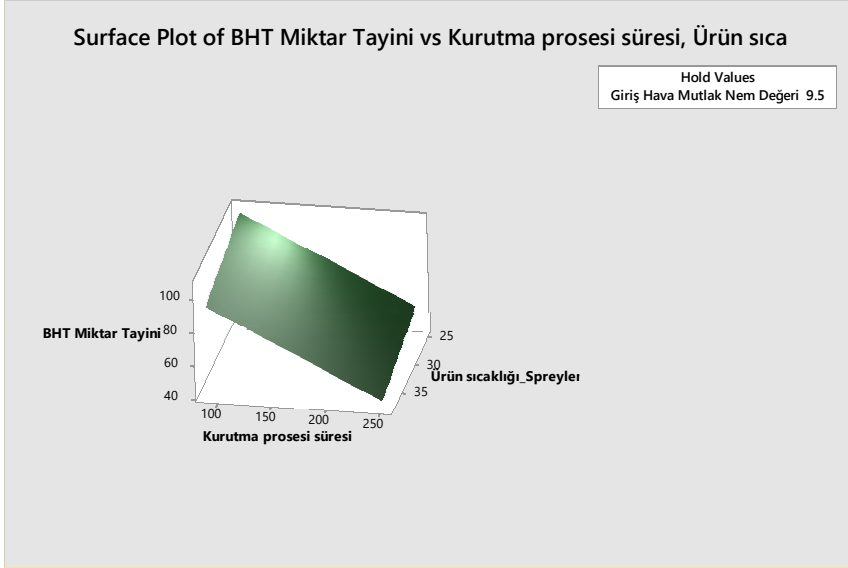 Surface Plot of BHT Miktar Tayini vs Kurutma prosesi süresi, Ürün sıca
Hold Values
Giriş Hava Mutlak Nem Değeri 9.5
100
80
60
40
BHT Miktar Tayini
100
150
200
250
Kurutma prosesi süresi
25
30
35
Ürün sıcaklığı_Spreyler